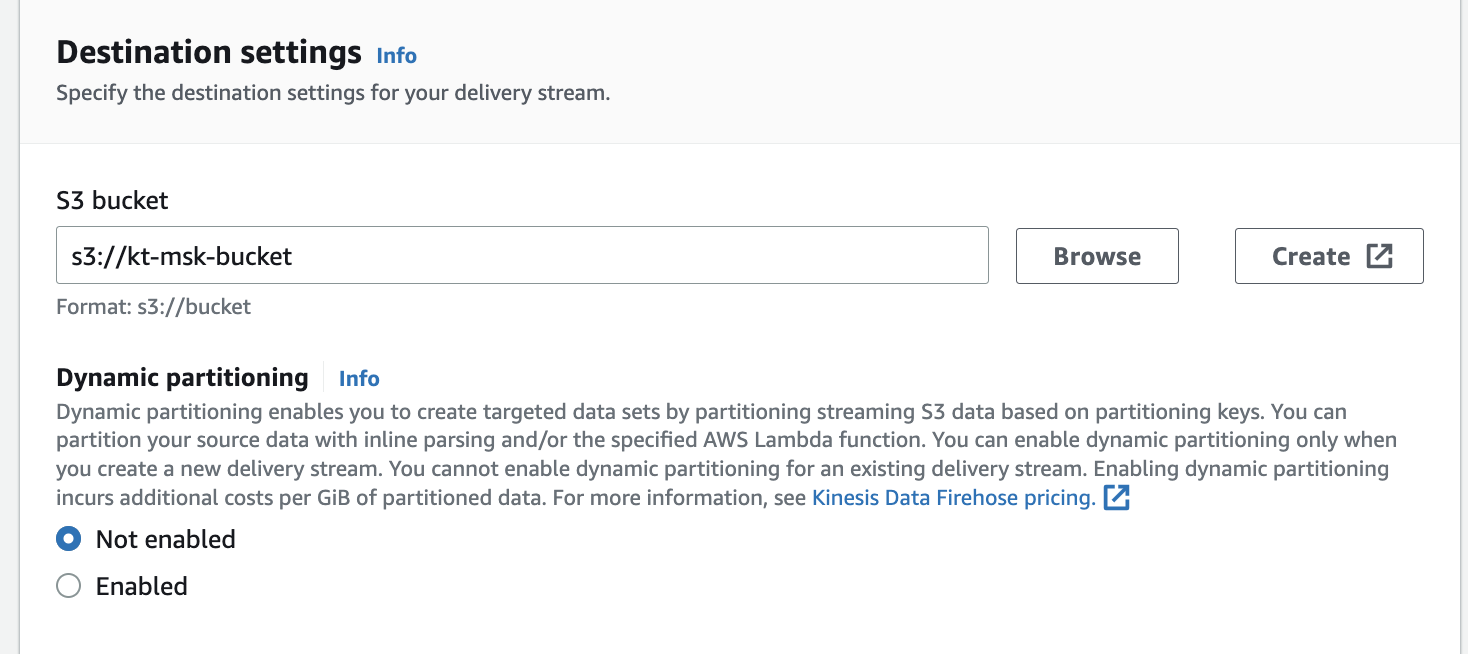 Destination settings Info
Specify the destination settings for your delivery stream.
S3 bucket
s3://kt-msk-bucket Browse Create
Format: s3://bucket
Dynamic partitioning Info
Dynamic partitioning enables you to create targeted data sets by partitioning streaming S3 data based on partitioning keys. You can
partition your source data with inline parsing and/or the specified AWS Lambda function. You can enable dynamic partitioning only when
you create a new delivery stream. You cannot enable dynamic partitioning for an existing delivery stream. Enabling dynamic partitioning
incurs additional costs per GiB of partitioned data. For more information, see Kinesis Data Firehose pricing.
Not enabled
Enabled